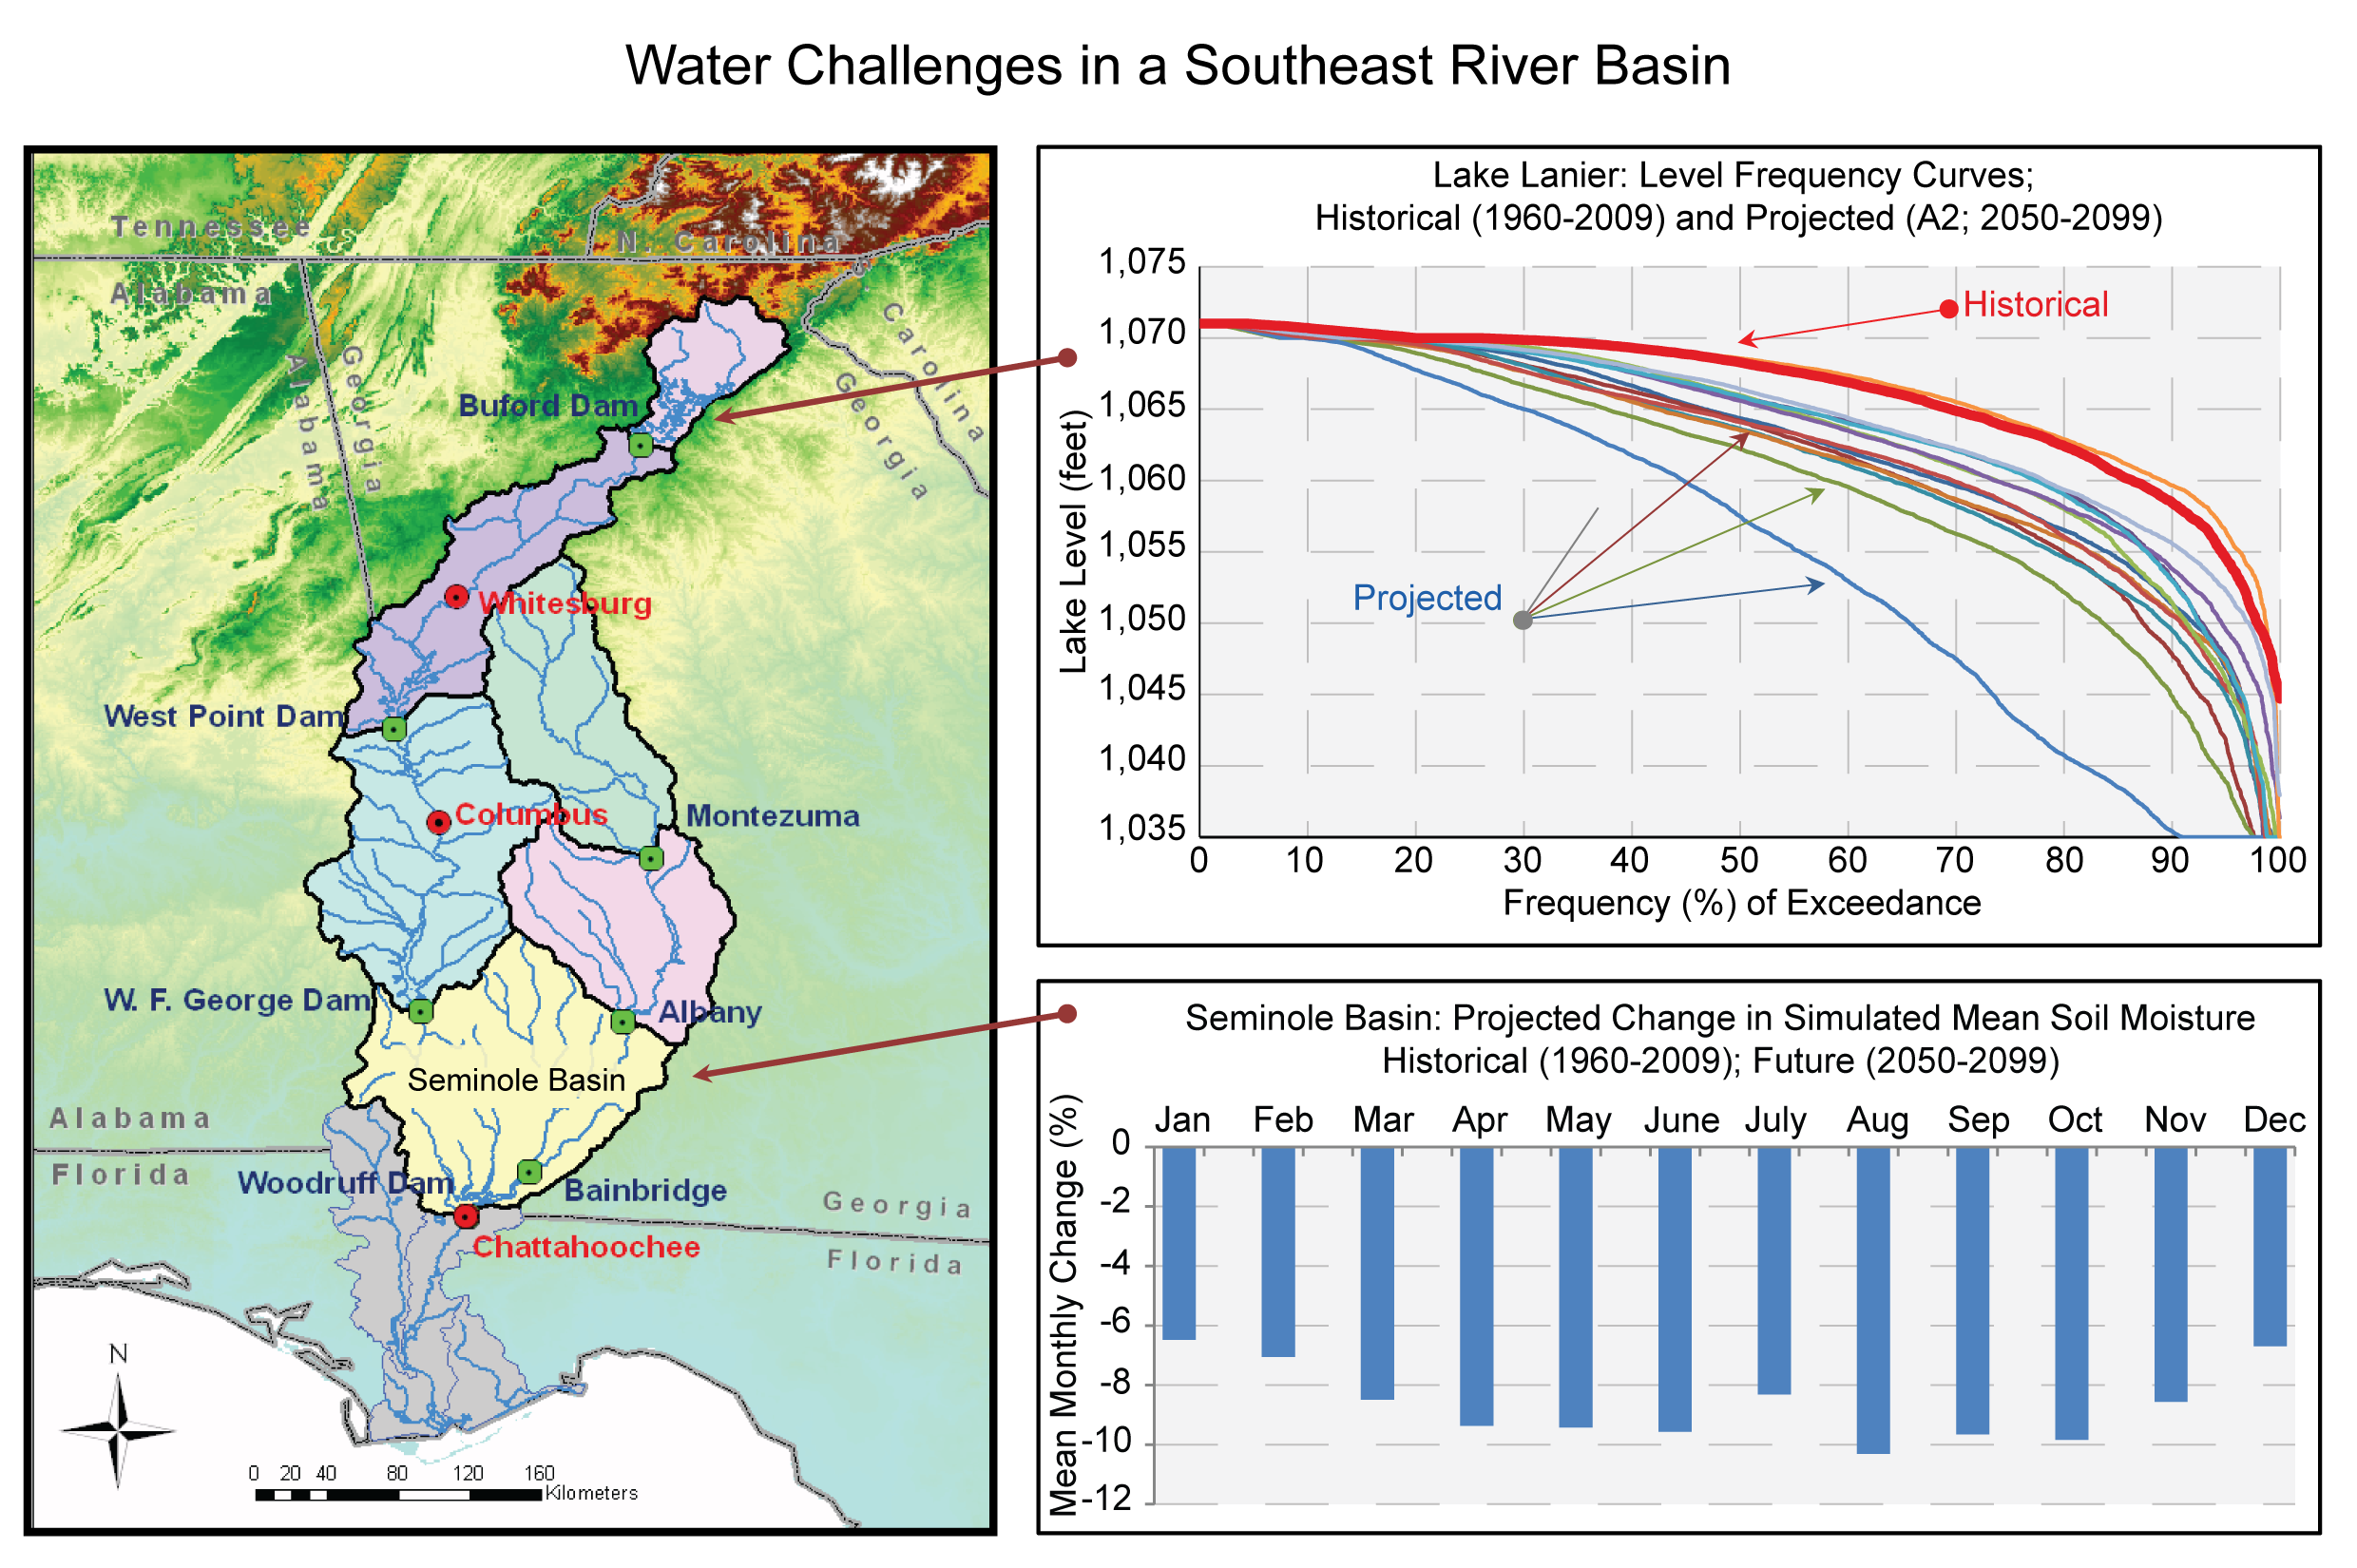 Water Challenges in a Southeast River Basin
Tennessee
N. Carolina
Alabama
S. Carolina
Georgia
Alabama
Georgia
Buford Dam
Whitesburg
West Point Dam
Columbus
Montezuma
W. F. George Dam
Albany
Seminole Basin
Alabama
Florida
Woodruff Dam
Bainbridge
Georgia
Florida
Chattahoochee
N
0 20 40 80 120 160
Kilometers
Lake Lanier: Level Frequency Curves;
Historical (1960-2009) and Projected (A2; 2050-2099)
Lake Level (feet)
1,075
1,070
1,065
1,060
1,055
1,050
1,045
1,040
1,035
Historical
Projected
0 10 20 30 40 50 60 70 80 90 100
Frequency (%) of Exceedance
Seminole Basin: Projected Change in Simulated Mean Soil Moisture
Historical (1960-2009); Future (2050-2099)
Mean Monthly Change (%)
Jan Feb Mar Apr May June July Aug Sep Oct Nov Dec
0
-2
-4
-6
-8
-10
-12